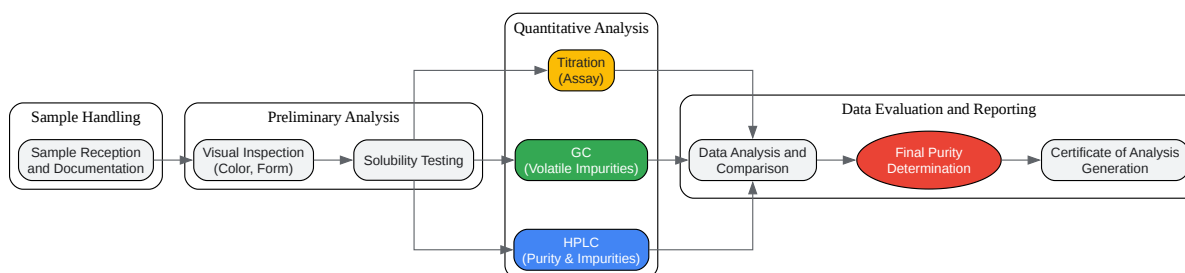 Sample Handling
Sample Reception
and Documentation
Preliminary Analysis
Visual Inspection
(Color, Form)
Solubility Testing
Quantitative Analysis
Titration
(Assay)
GC
(Volatile Impurities)
HPLC
(Purity & Impurities)
Data Evaluation and Reporting
Data Analysis and
Comparison
Final Purity
Determination
Certificate of Analysis
Generation